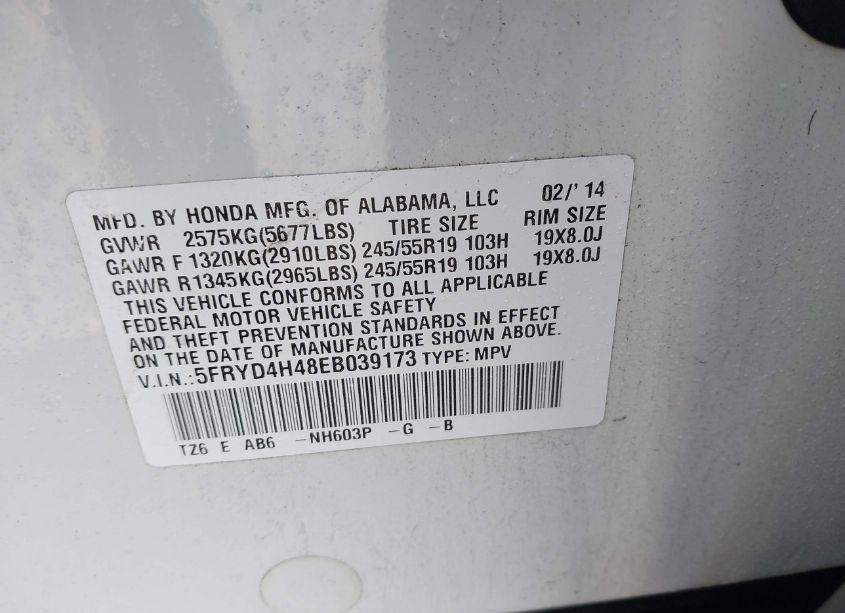 MFD. BY HONDA MFG. OF ALABAMA, LLC 02/' 14
GVWR 2575KG(5677LBS) TIRE SIZE RIM SIZE
GAWR F 1320KG(2910LBS) 245/55R19 103H 19X8.0J
GAWR R1345KG(2965LBS) 245/55R19 103H 19X8.0J
THIS VEHICLE CONFORMS TO ALL APPLICABLE
FEDERAL MOTOR VEHICLE SAFETY
AND THEFT PREVENTION STANDARDS IN EFFECT
ON THE DATE OF MANUFACTURE SHOWN ABOVE.
V.I.N.:5FRYD4H48EB039173 TYPE: MPV
TZ6 E AB6 -NH603P -G -B